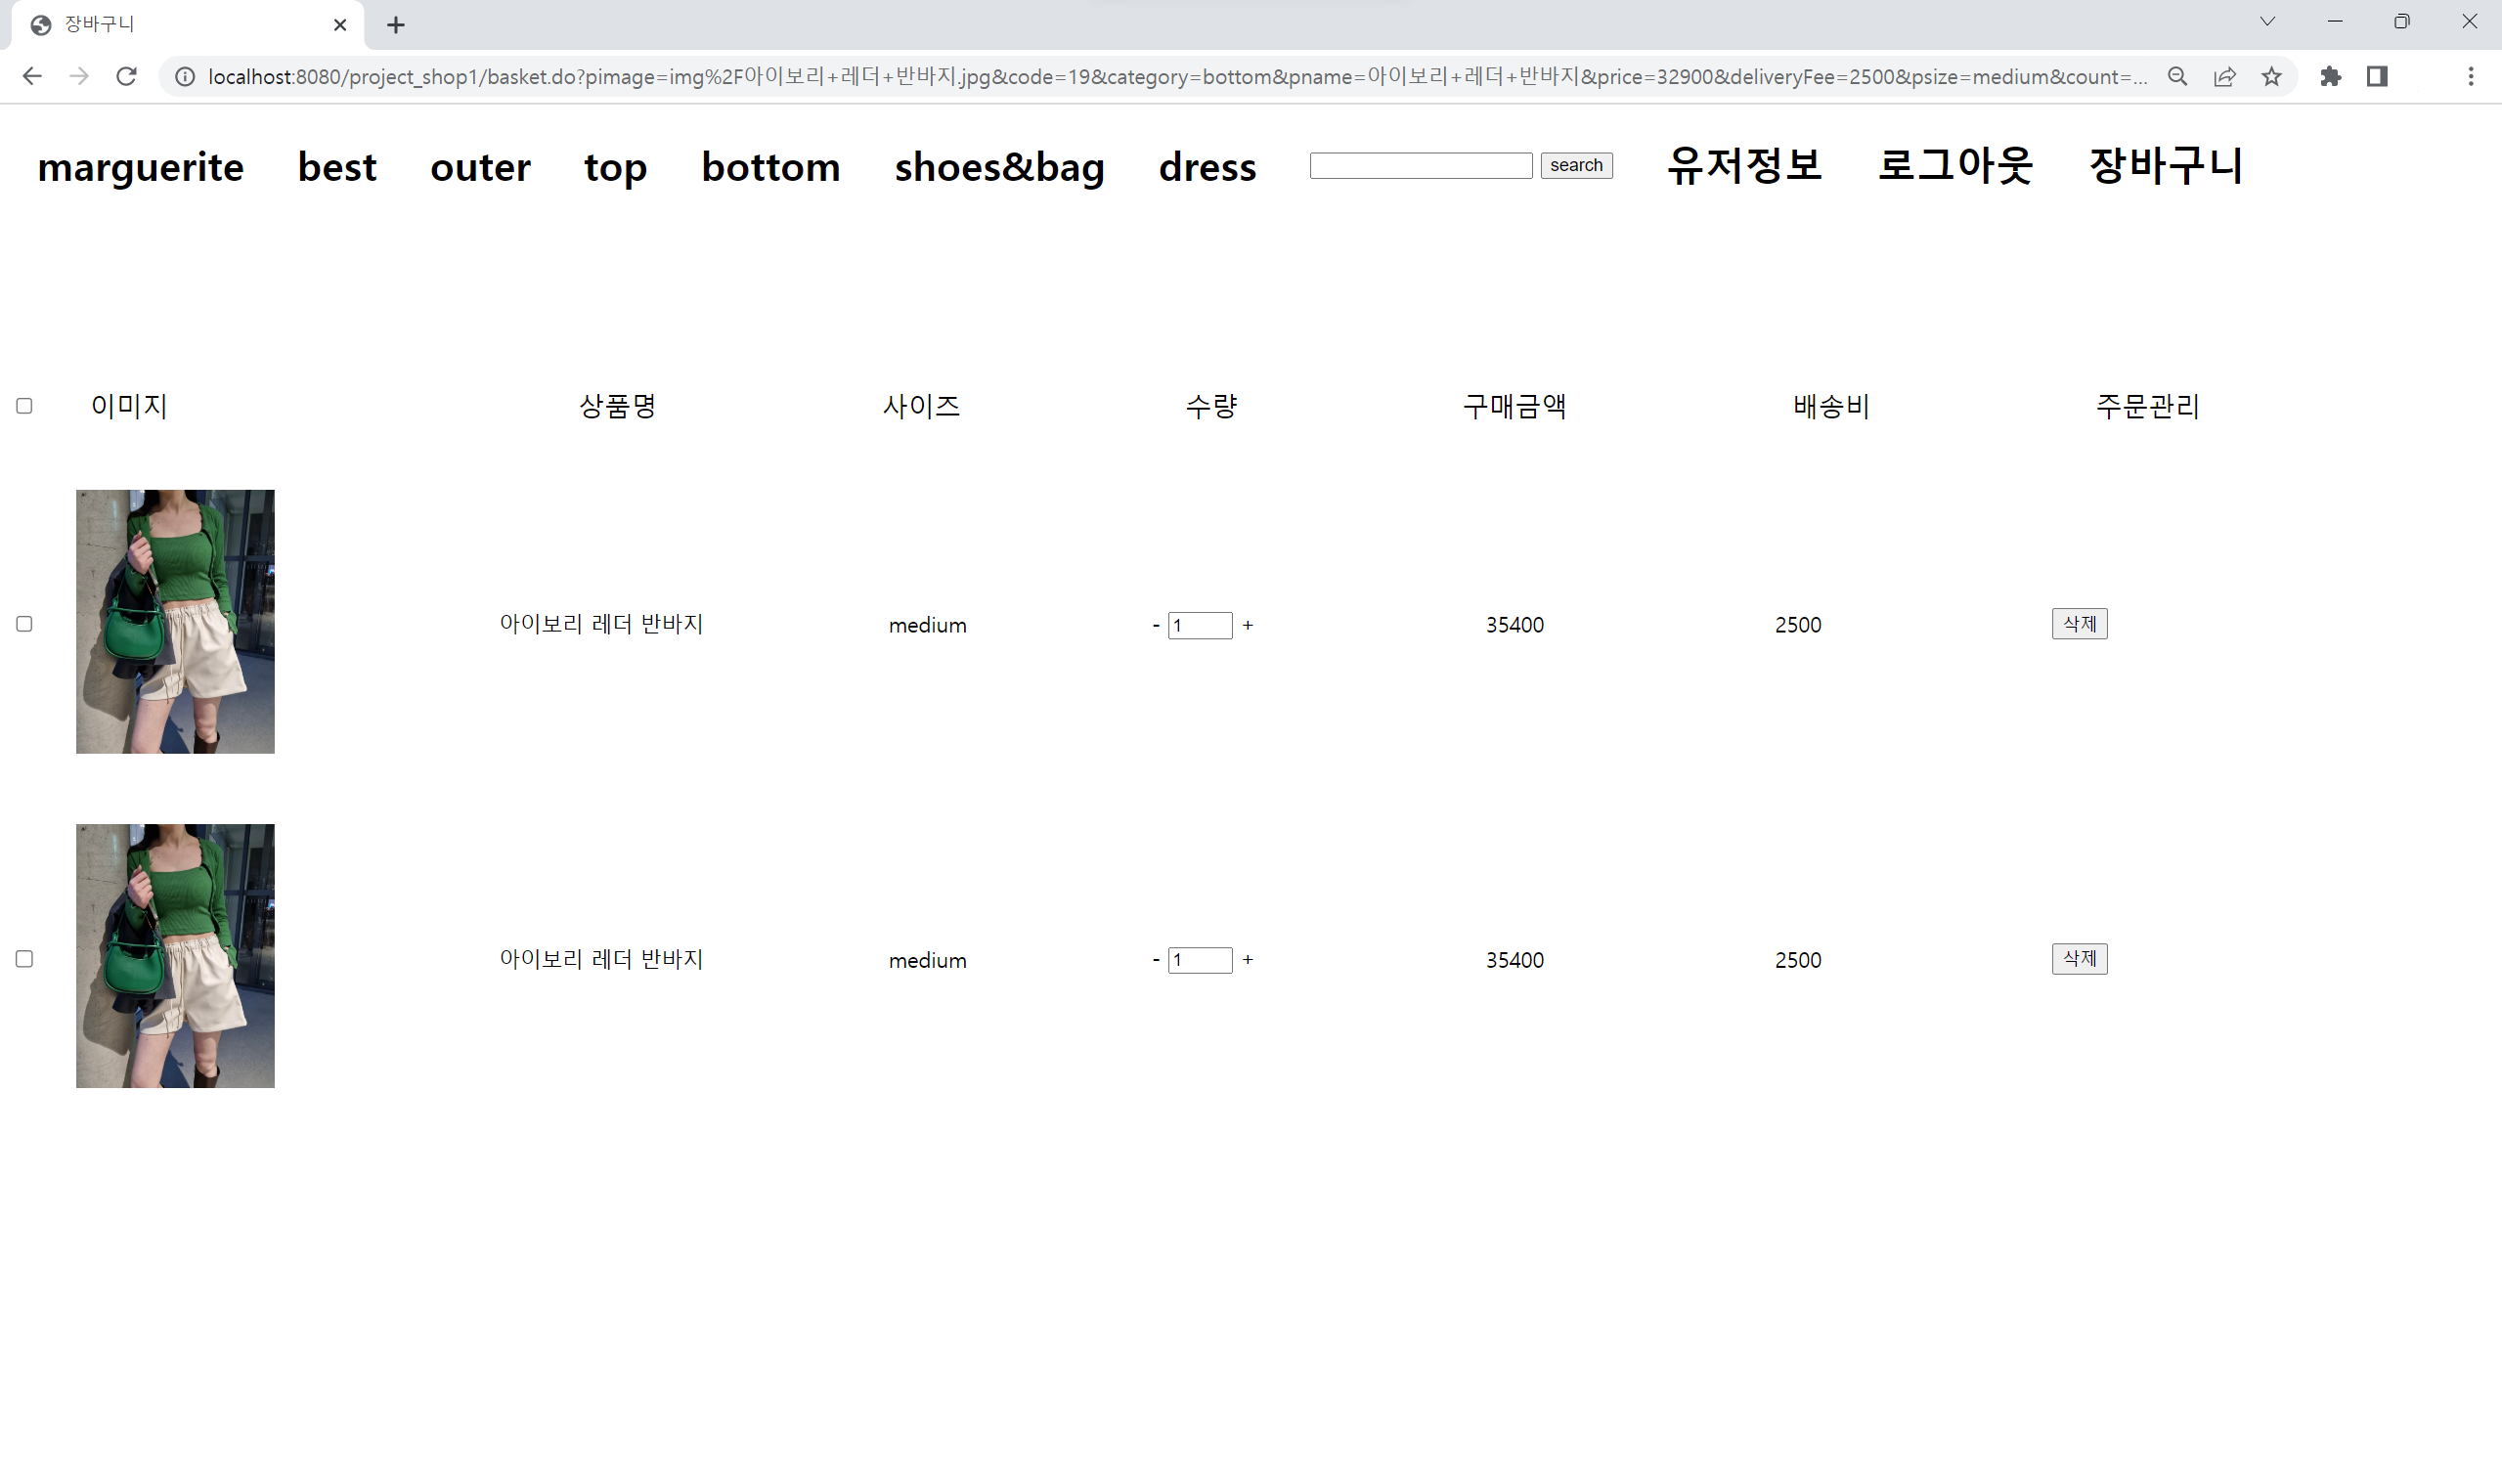 장바구니
localhost:8080/project_shop1/basket.do?pimage=img%2F아이보리+레더+반바지.jpg&code=19&category=bottom&pname=아이보리+레더+반바지&price=32900&deliveryFee=2500&psize=medium&count=...
marguerite best outer top bottom shoes&bag dress search 유저정보 로그아웃 장바구니
이미지 상품명 사이즈 수량 구매금액 배송비 주문관리
아이보리 레더 반바지 medium - 1 + 35400 2500 삭제
아이보리 레더 반바지 medium - 1 + 35400 2500 삭제